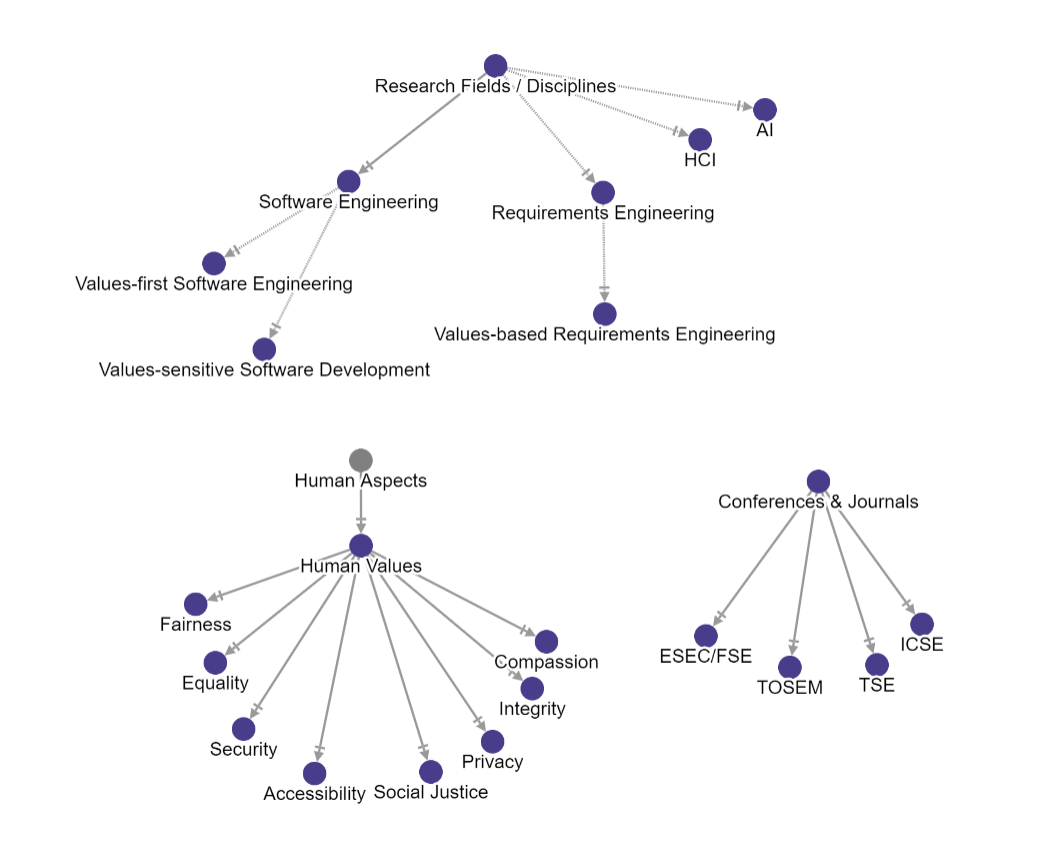 Research Fields / Disciplines
AI
HCI
Software Engineering
Requirements Engineering
Values-first Software Engineering
Values-based Requirements Engineering
Values-sensitive Software Development
Human Aspects
Conferences & Journals
Human Values
Fairness
Equality
Security
Accessibility
Social Justice
Privacy
Integrity
Compassion
ESEC/FSE
TOSEM
TSE
ICSE